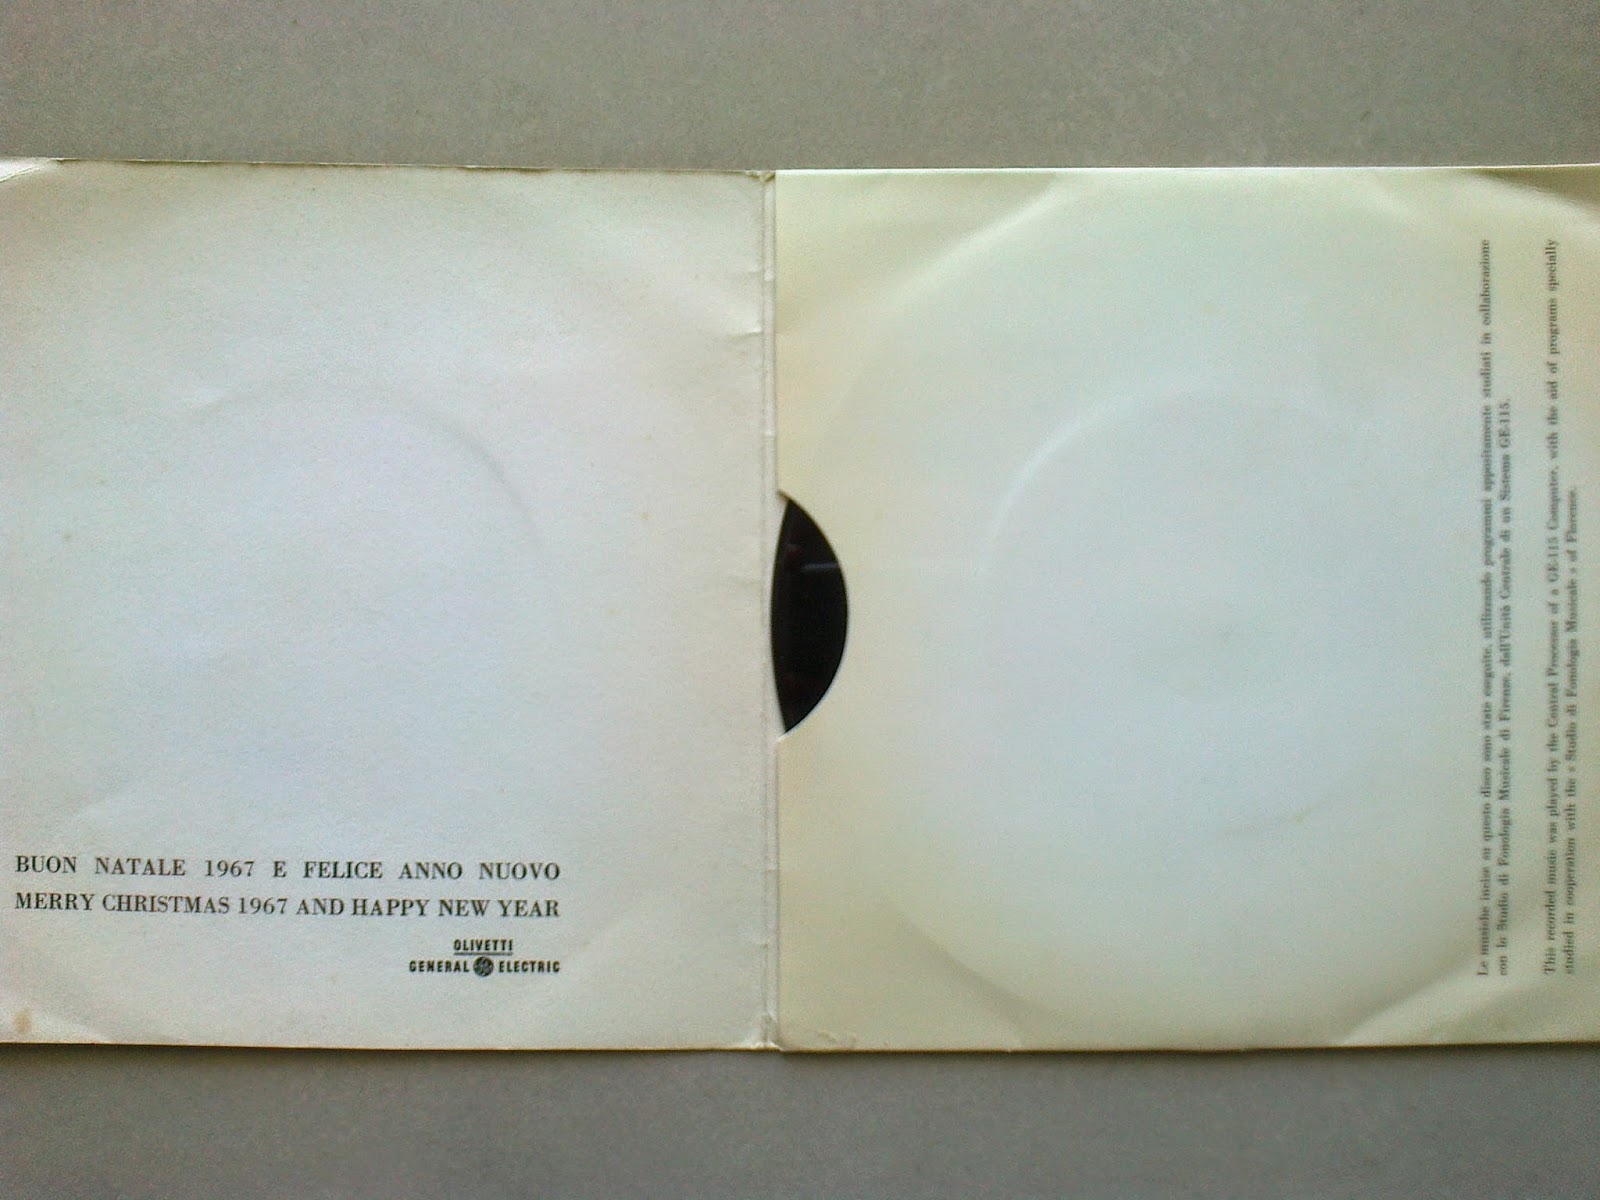 BUON NATALE 1967 E FELICE ANNO NUOVO
MERRY CHRISTMAS 1967 AND HAPPY NEW YEAR
OLIVETTI
GENERAL GE ELECTRIC
Le musiche incise su questo disco sono state eseguite, utilizzando programmi appositamente studiati in collaborazione
con lo Studio di Fonologia Musicale di Firenze, dall'Unità Centrale di un Sistema GE-115.
This recorded music was played by the Central Processor of a GE-115 Computer, with the aid of programs specially
studied in cooperation with the « Studio di Fonologia Musicale » of Florence.